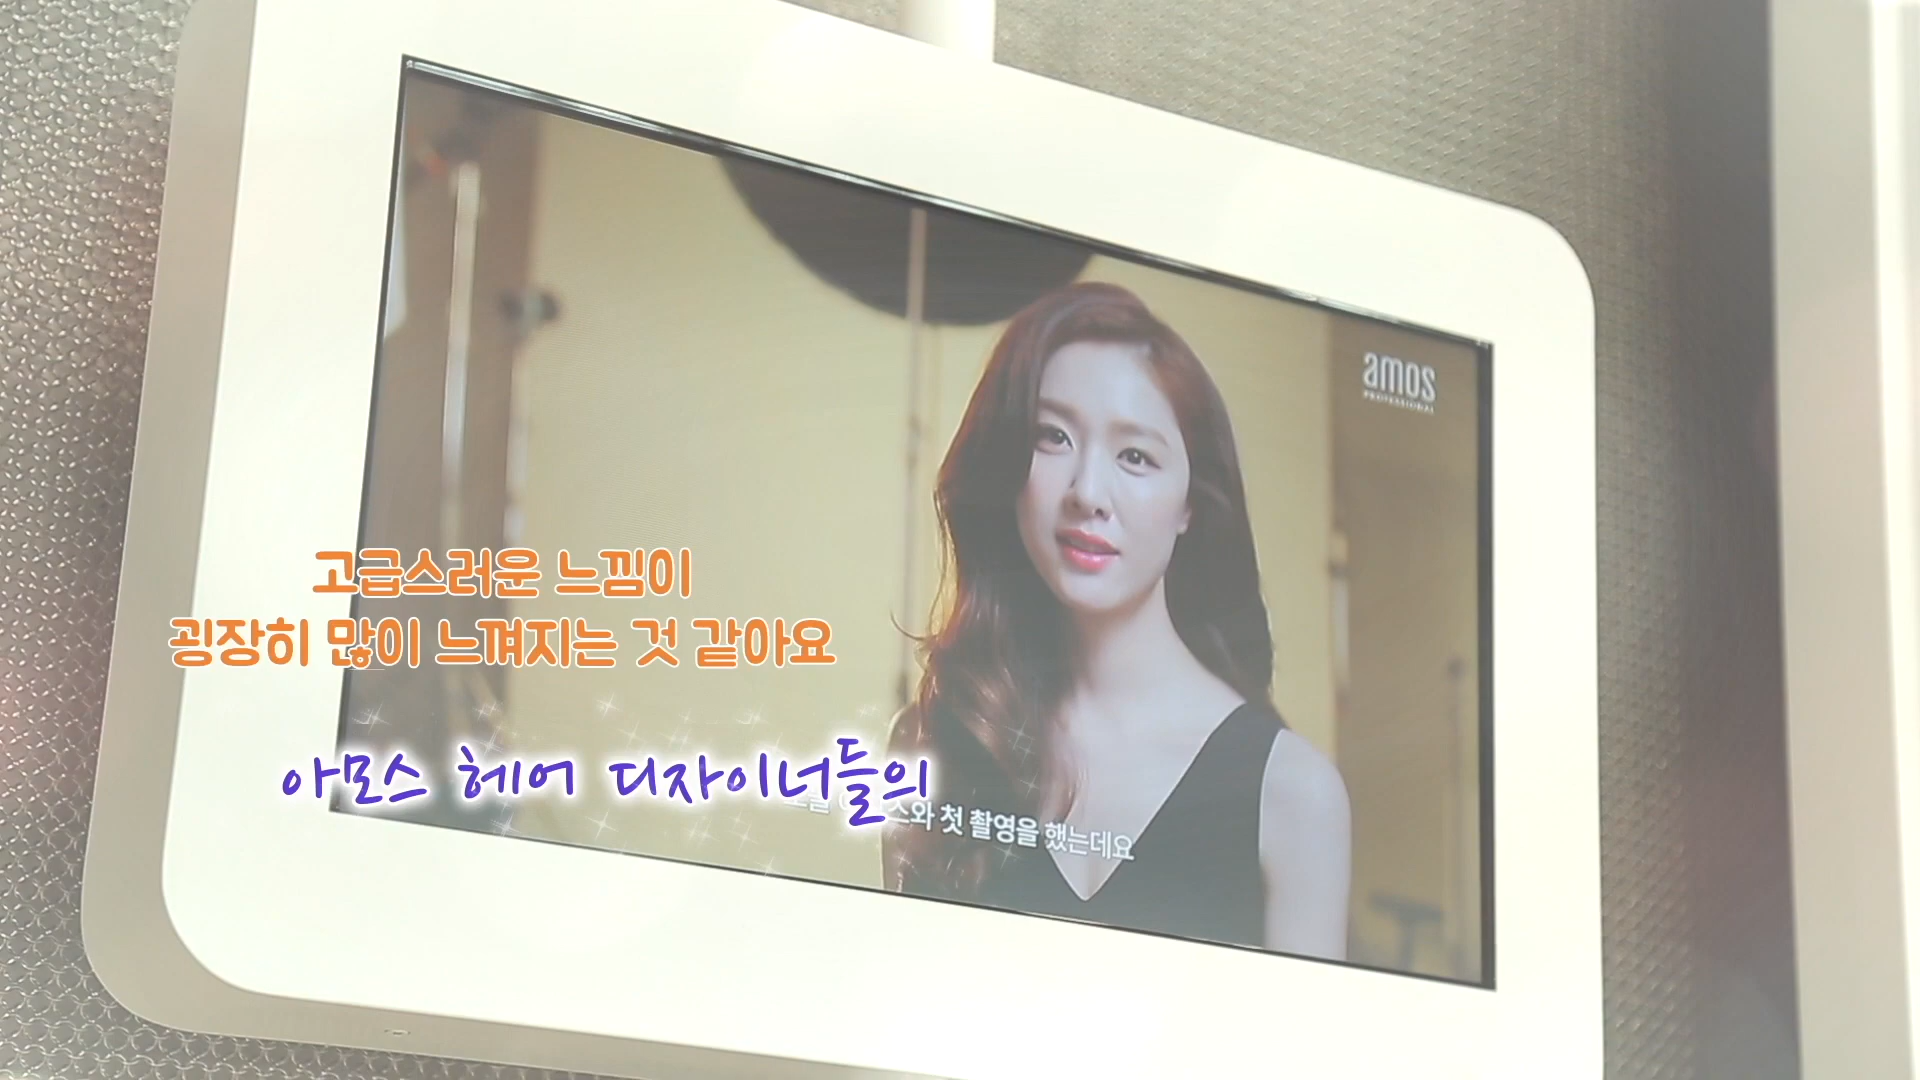 amos
PROFESSIONAL
고급스러운 느낌이
굉장히 많이 느껴지는 것 같아요
아모스 헤어 디자이너들의
첫 촬영을 했는데요